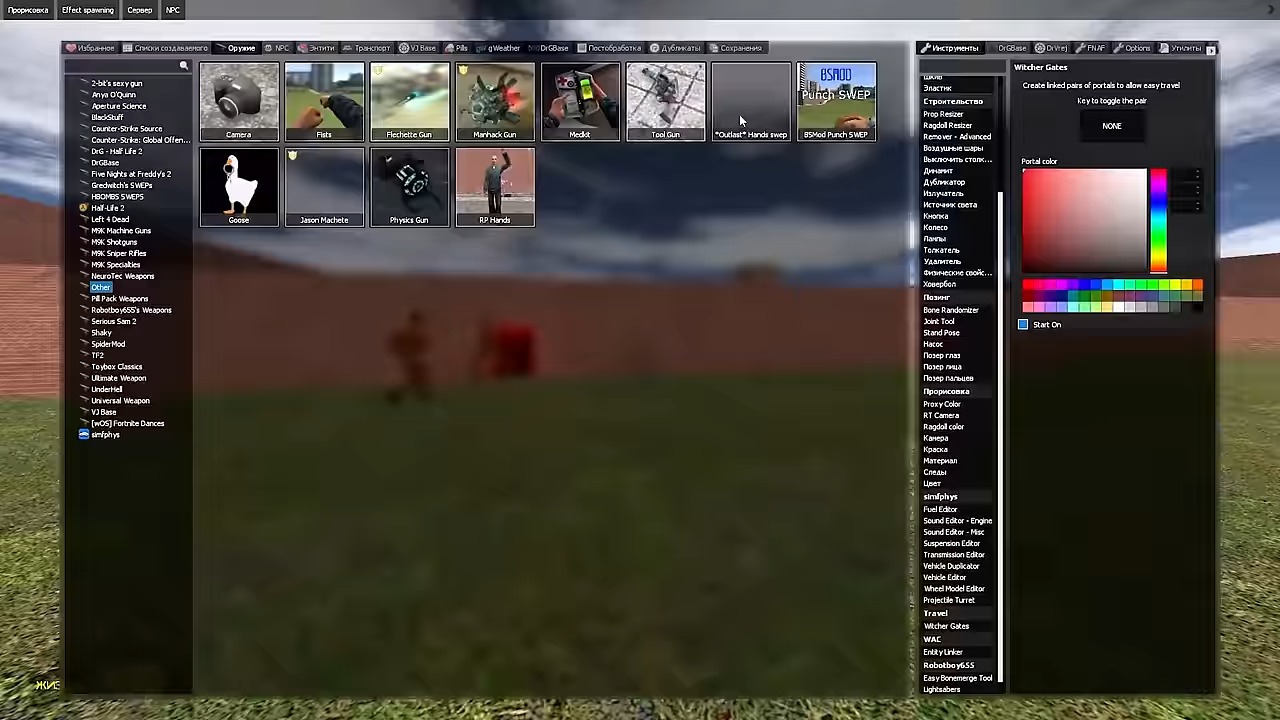 Прорисовка Effect spawning Сервер NPC
Избранное Списки создаваемого Оружие NPC Энтити Транспорт VJ Base Pills gWeather DrGBase Постобработка Дубликаты Сохранения
2-bit's sexy gun
Anya O'Quinn
Aperture Science
BlackStuff
Counter-Strike Source
Counter-Strike: Global Offen...
DrG - Half Life 2
DrGBase
Five Nights at Freddy's 2
Gredwitch's SWEPs
HBOMBS SWEPS
Half-Life 2
Left 4 Dead
M9K Machine Guns
M9K Shotguns
M9K Sniper Rifles
M9K Specialties
NeuroTec Weapons
Other
Pill Pack Weapons
Robotboy655's Weapons
Serious Sam 2
Shaky
SpiderMod
TF2
Toybox Classics
Ultimate Weapon
UnderHell
Universal Weapon
VJ Base
[wOS] Fortnite Dances
simfphys
BSMOD
Punch SWEP
Camera Fists Flechette Gun Manhack Gun Medkit Tool Gun *Outlast* Hands swep BSMod Punch SWEP
Goose Jason Machete Physics Gun RP Hands
Инструменты DrGBase DrVrej FNAF Options Утилиты
Шкив
Эластик
Строительство
Prop Resizer
Ragdoll Resizer
Remover - Advanced
Воздушные шары
Выключить столк...
Динамит
Дубликатор
Излучатель
Источник света
Кнопка
Колесо
Лампы
Толкатель
Удалитель
Физические свойс...
Ховербол
Позинг
Bone Randomizer
Joint Tool
Stand Pose
Насос
Позер глаз
Позер лица
Позер пальцев
Прорисовка
Proxy Color
RT Camera
Ragdoll color
Камера
Краска
Материал
Следы
Цвет
simfphys
Fuel Editor
Sound Editor - Engine
Sound Editor - Misc
Suspension Editor
Transmission Editor
Vehicle Duplicator
Vehicle Editor
Wheel Model Editor
Projectile Turret
Travel
Witcher Gates
WAC
Entity Linker
Robotboy655
Easy Bonemerge Tool
Lightsabers
Witcher Gates
Create linked pairs of portals to allow easy travel
Key to toggle the pair
NONE
Portal color
Start On